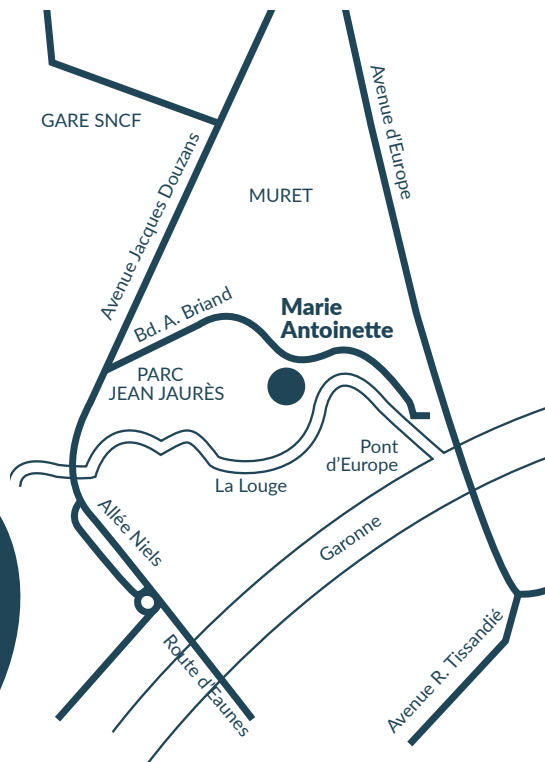 GARE SNCF
Avenue d'Europe
Avenue Jacques Douzans
MURET
Bd. A. Briand
Marie
Antoinette
PARC
JEAN JAURÈS
Pont
d'Europe
La Louge
Allée Niels
Garonne
Route d'Eaunes
Avenue R. Tissandié